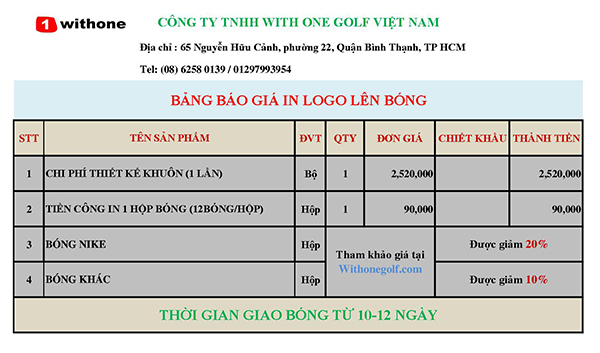 1 withone
CÔNG TY TNHH WITH ONE GOLF VIỆT NAM
Địa chỉ : 65 Nguyễn Hữu Cảnh, phường 22, Quận Bình Thạnh, TP HCM
Tel: (08) 6258 0139 / 01297993954
BẢNG BÁO GIÁ IN LOGO LÊN BÓNG
STT TÊN SẢN PHẨM ĐVT QTY ĐƠN GIÁ CHIẾT KHẤU THÀNH TIỀN
1 CHI PHÍ THIẾT KẾ KHUÔN (1 LẦN) Bộ 1 2,520,000 2,520,000
2 TIỀN CÔNG IN 1 HỘP BÓNG (12BÓNG/HỘP) Hộp 1 90,000 90,000
3 BÓNG NIKE Hộp Được giảm 20%
Tham khảo giá tại
Withonegolf.com
4 BÓNG KHÁC Hộp Được giảm 10%
THỜI GIAN GIAO BÓNG TỪ 10-12 NGÀY